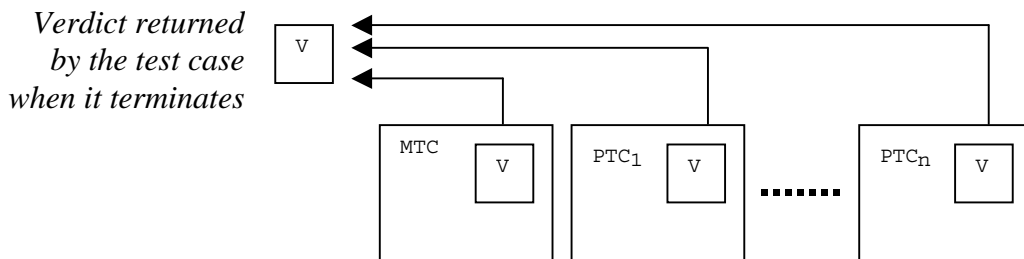 Verdict returned
by the test case
when it terminates
V
MTC
V
PTC1
V
PTCn
V